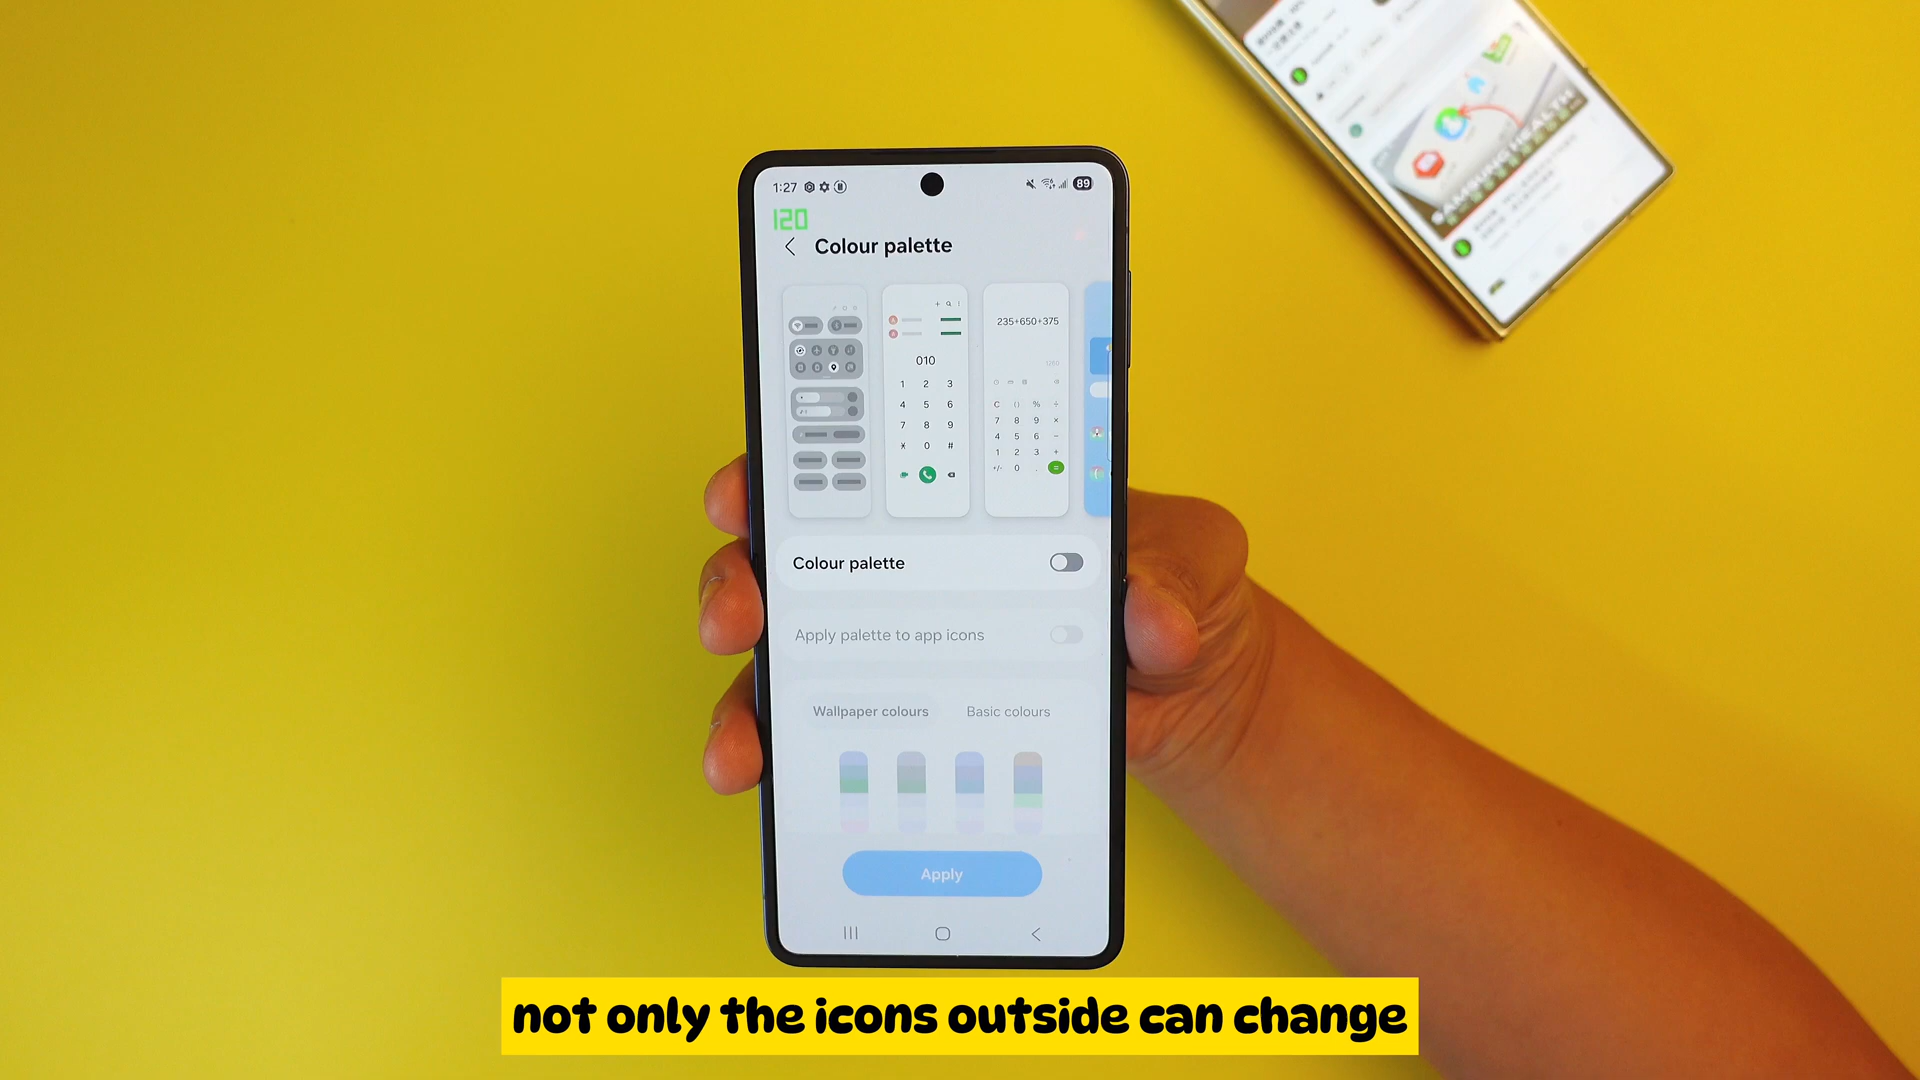 1:27
89
120
Colour palette
010
1 2 3
4 5 6
7 8 9
* 0 #
235+650+375
C () % ÷
7 8 9 ×
4 5 6 −
1 2 3 +
+/- 0 . =
Colour palette
Apply palette to app icons
Wallpaper colours
Basic colours
Apply
SAMSUNG HEALTH
not only the icons outside can change